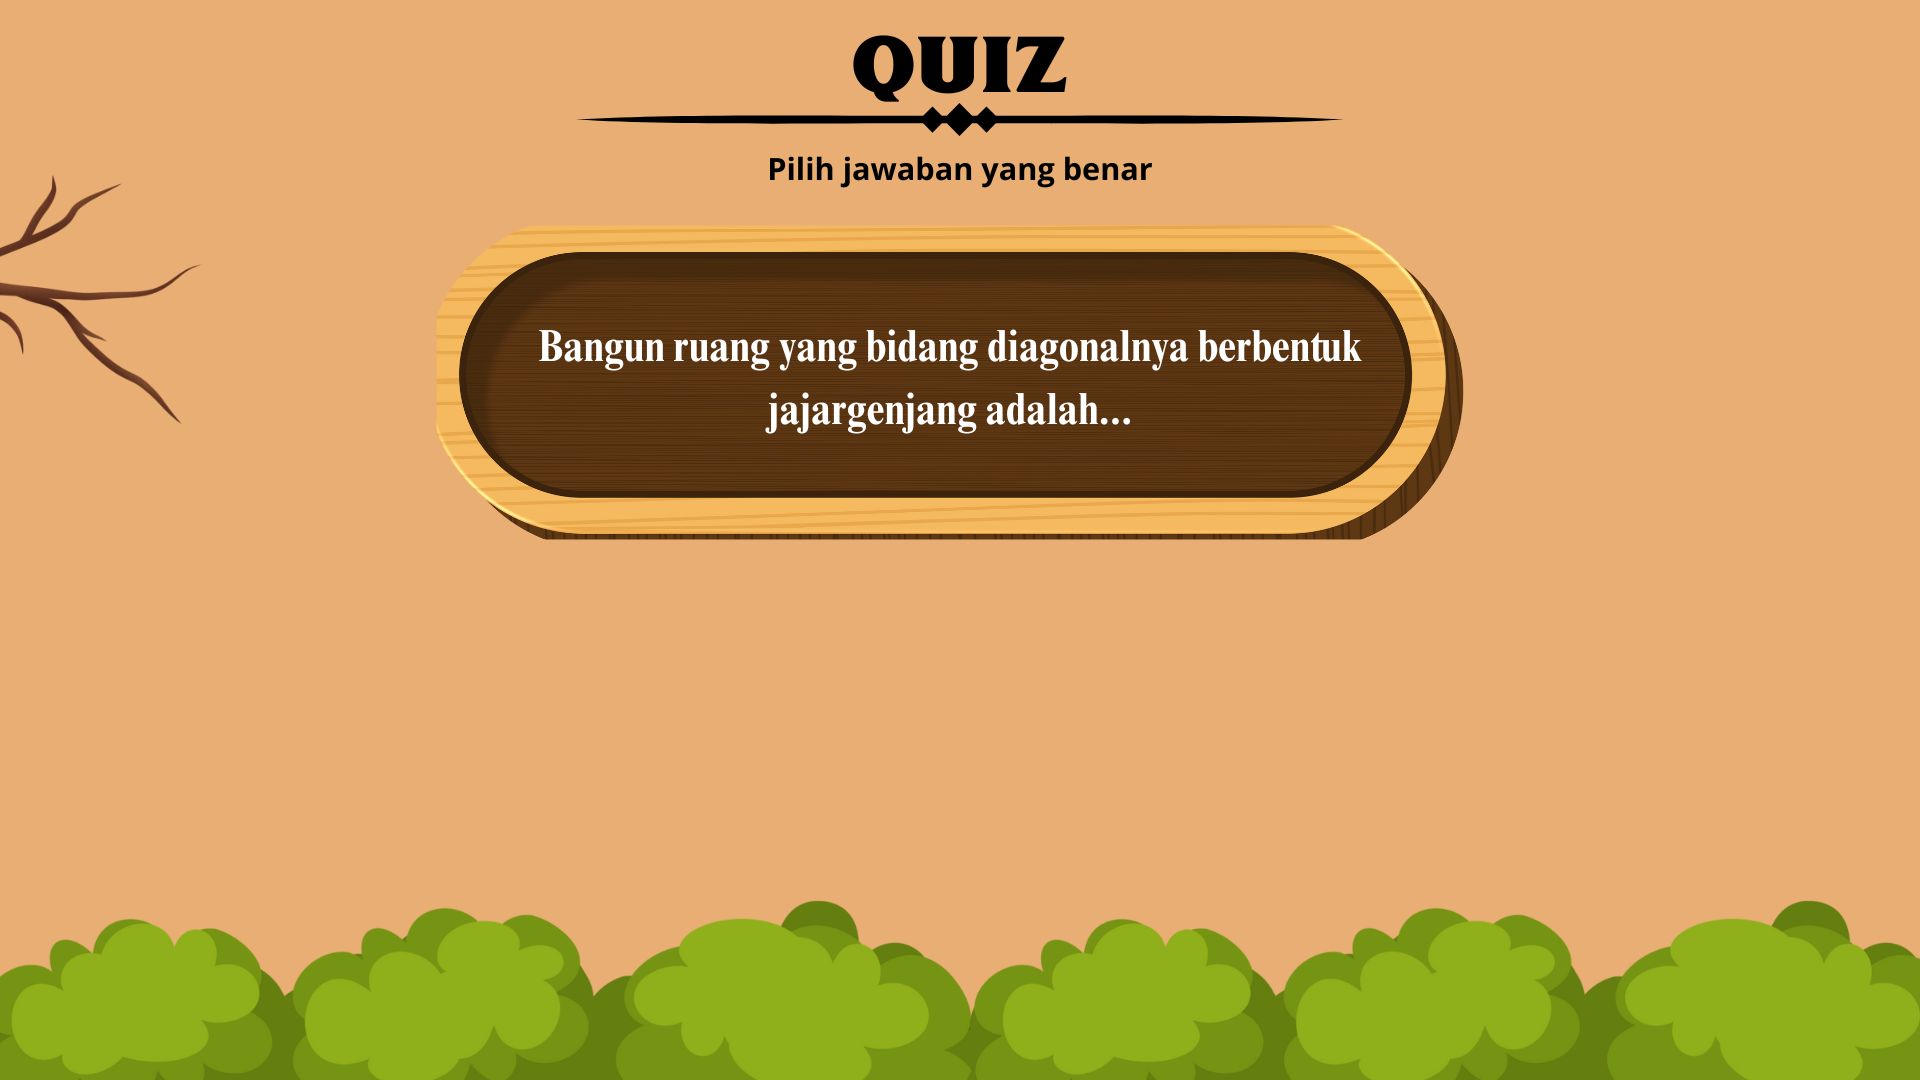 QUIZ
Pilih jawaban yang benar
Bangun ruang yang bidang diagonalnya berbentuk
jajargenjang adalah...